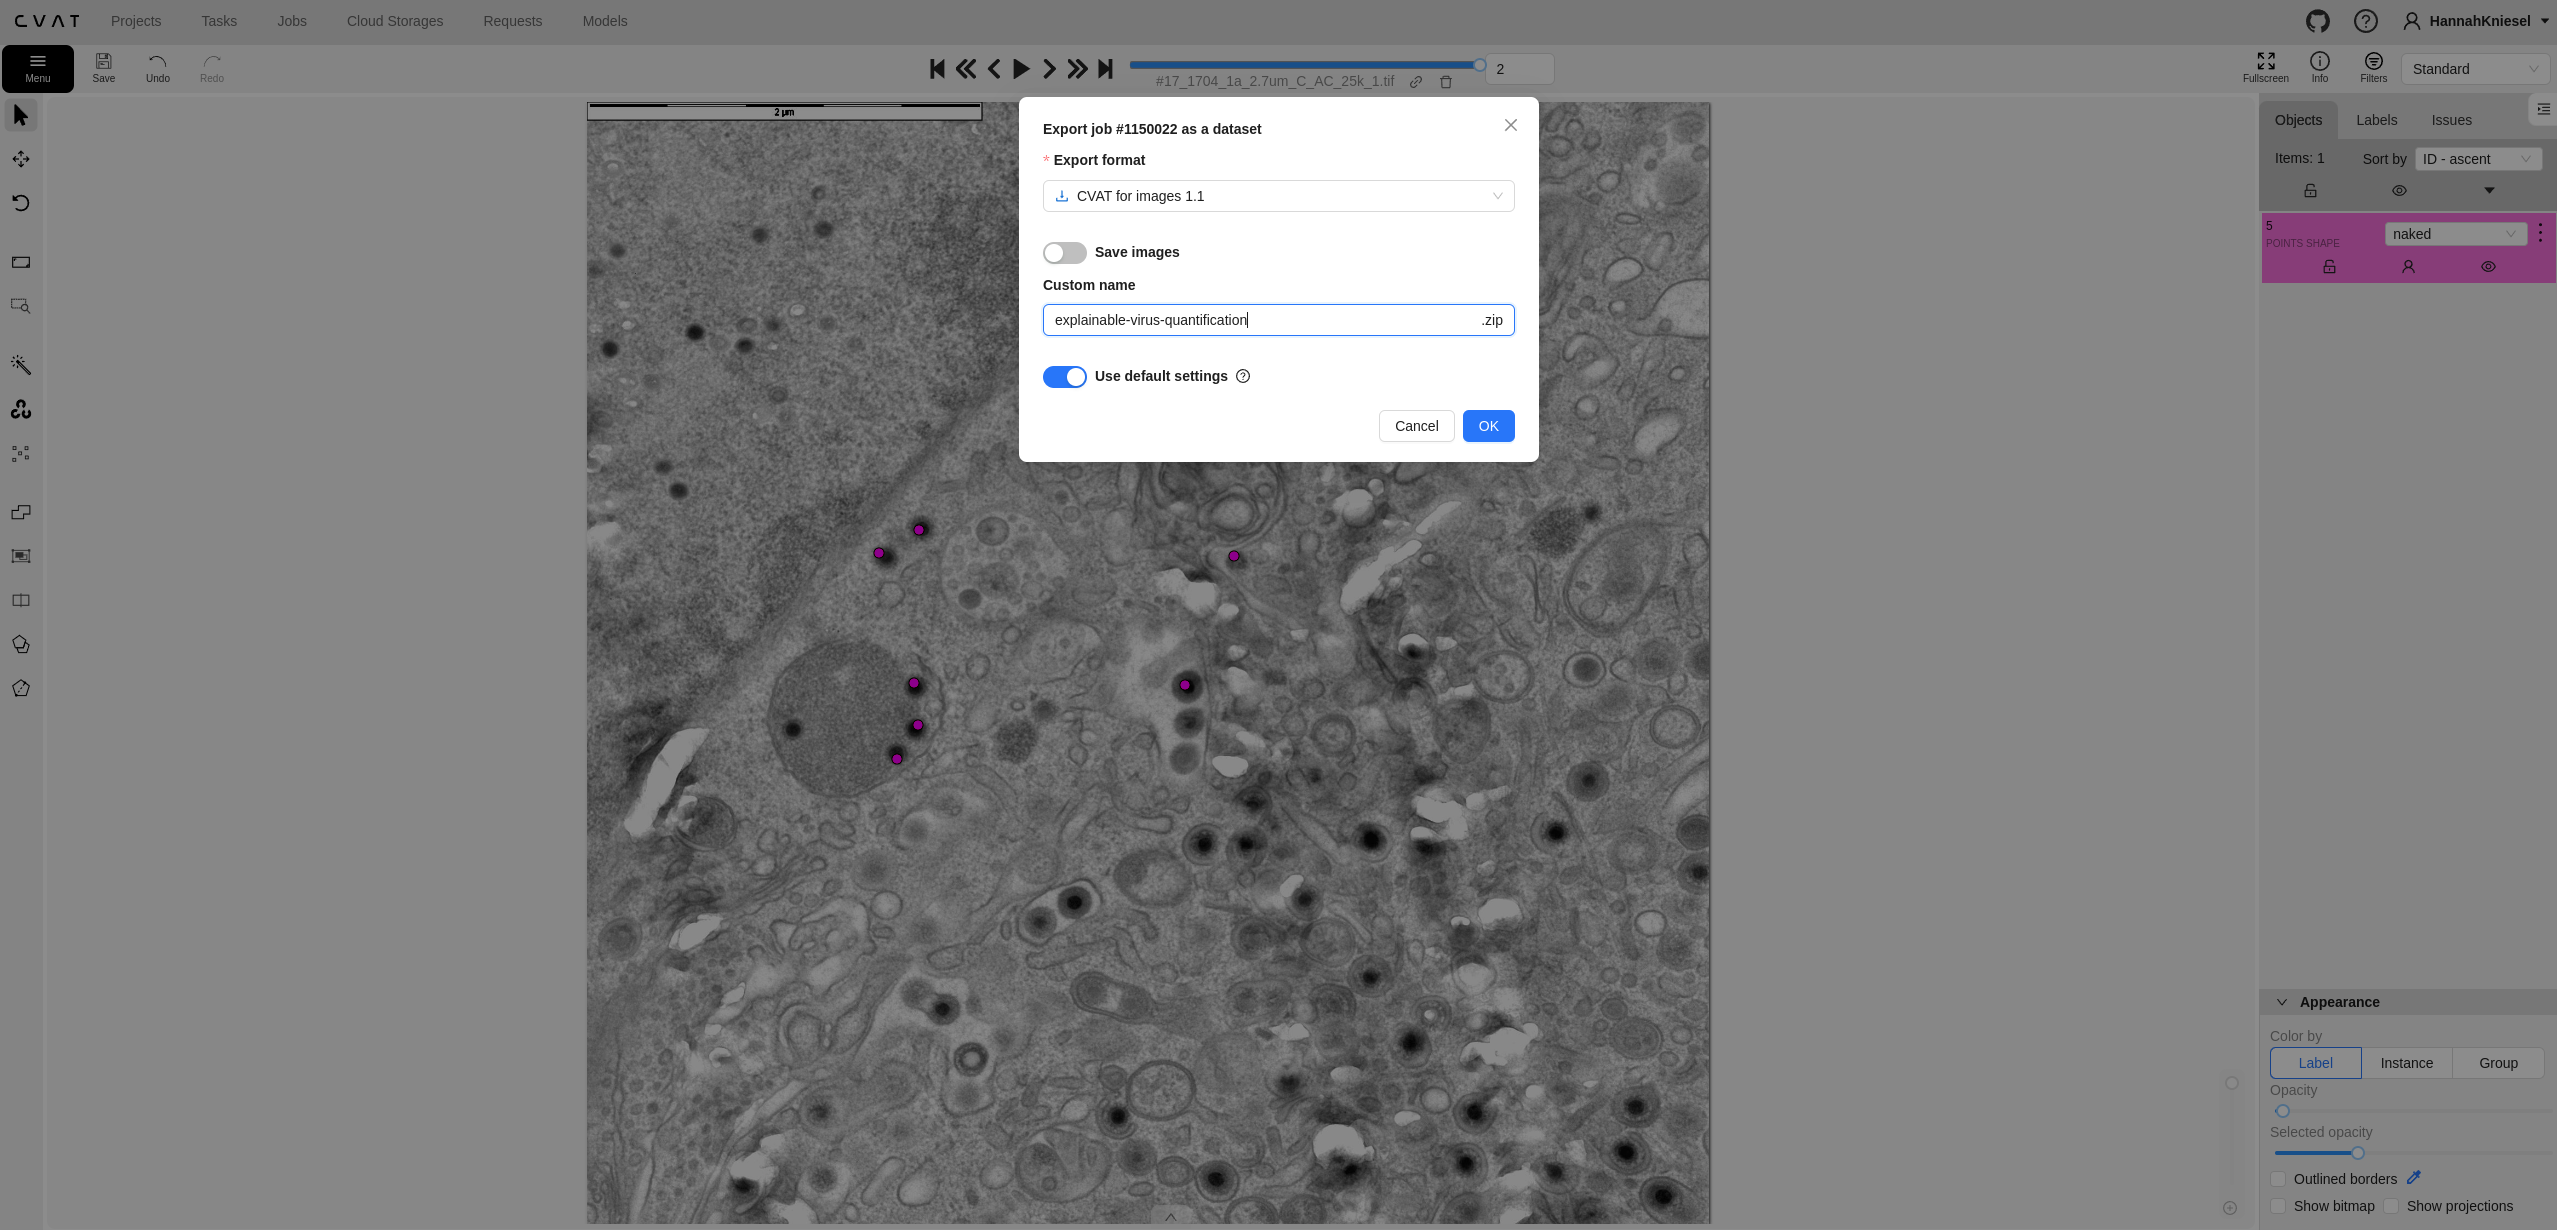 CVAT Projects Tasks Jobs Cloud Storages Requests Models HannahKniesel
Menu Save Undo Redo 2 Fullscreen Info Filters Standard
#17_1704_1a_2.7um_C_AC_25k_1.tif
2 µm
Export job #1150022 as a dataset
* Export format
CVAT for images 1.1
Save images
Custom name
explainable-virus-quantification .zip
Use default settings
Cancel OK
Objects Labels Issues
Items: 1 Sort by ID - ascent
5
POINTS SHAPE naked
Appearance
Color by
Label Instance Group
Opacity
Selected opacity
Outlined borders
Show bitmap Show projections